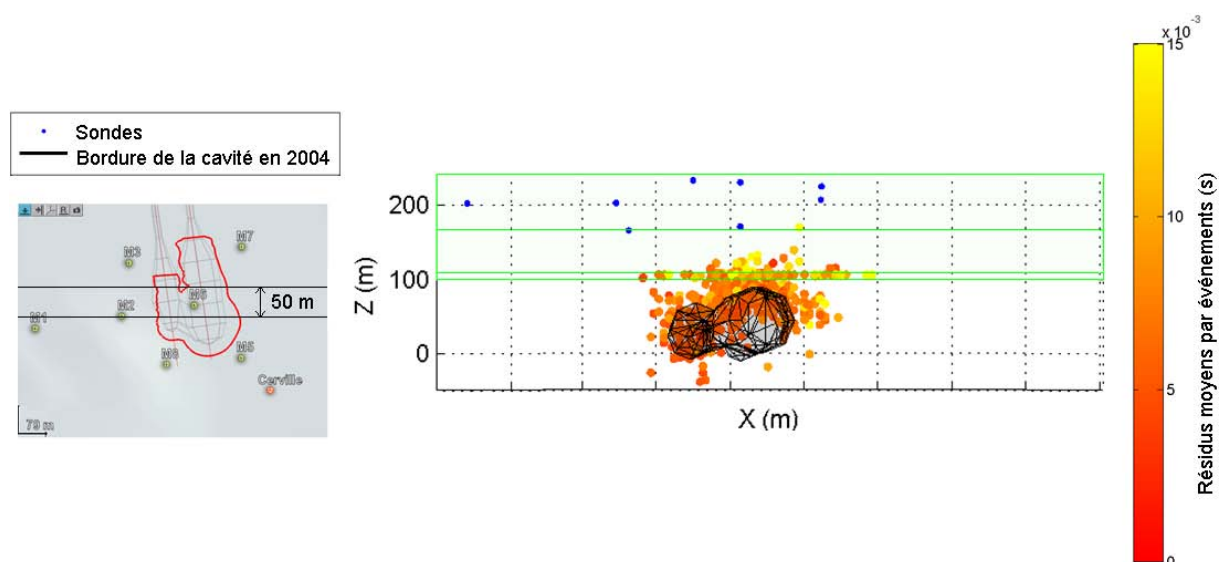 Sondes
Bordure de la cavité en 2004
M7
M3
M6
50 m
M2
M1
M5
Cerville
79 m
200
100
0
Z (m)
X (m)
x 10⁻³
15
10
5
0
Résidus moyens par événements (s)